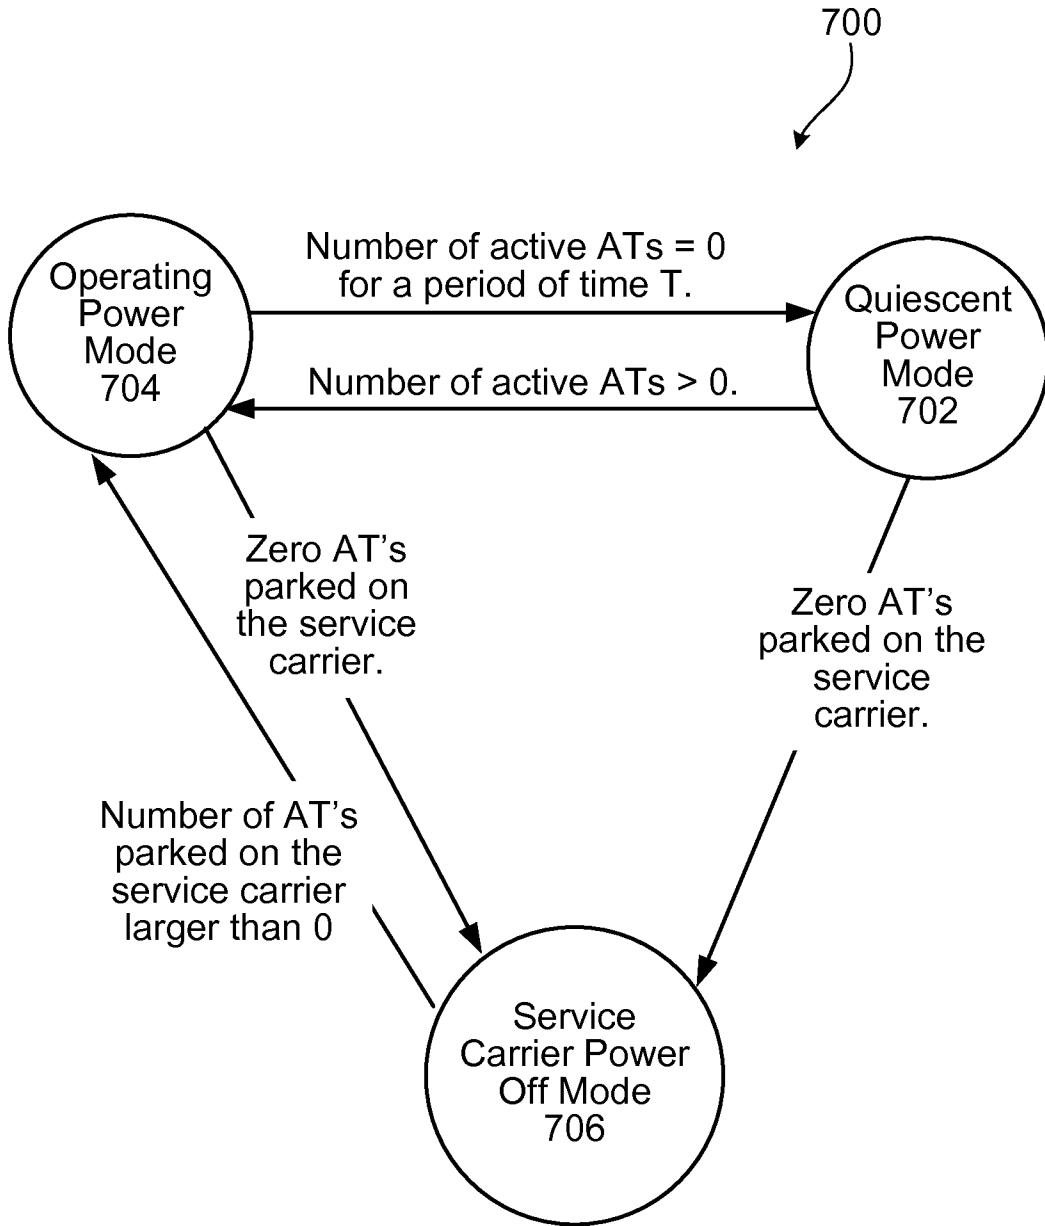 700
Operating
Power
Mode
704
Number of active ATs = 0
for a period of time T.
Number of active ATs > 0.
Quiescent
Power
Mode
702
Zero AT's
parked on
the service
carrier.
Zero AT's
parked on the
service
carrier.
Number of AT's
parked on the
service carrier
larger than 0
Service
Carrier Power
Off Mode
706